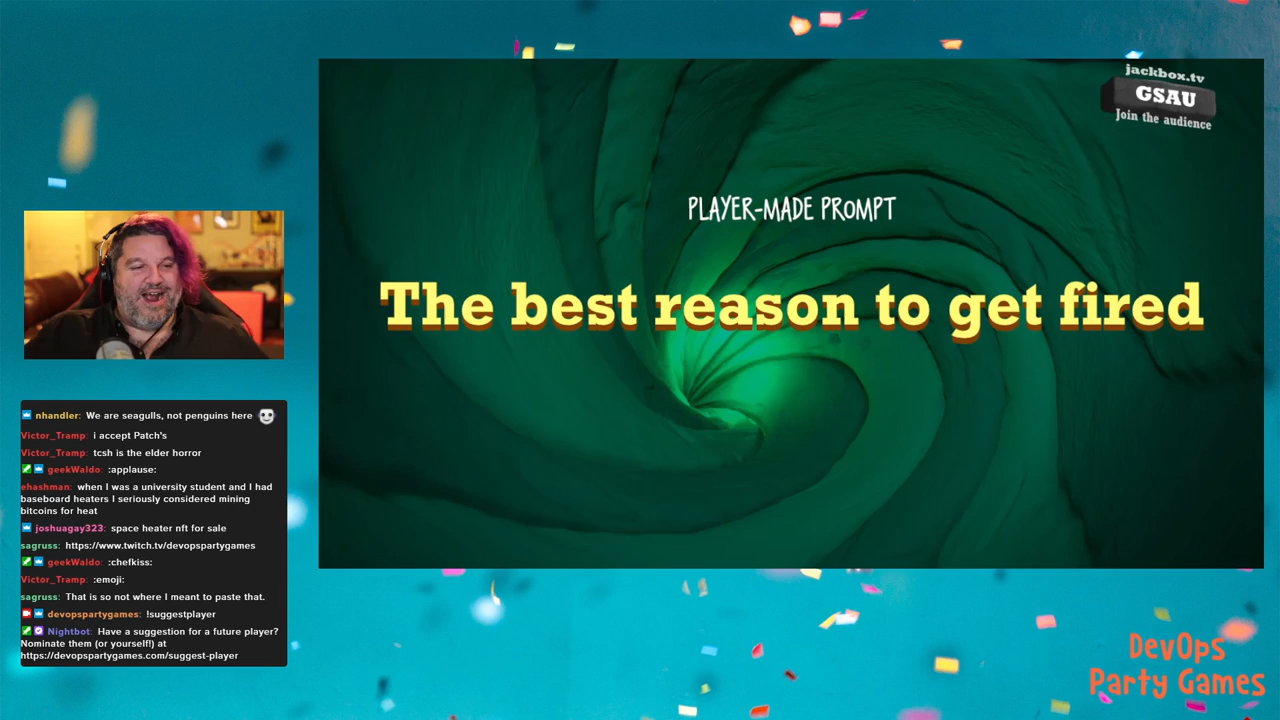 jackbox.tv
GSAU
Join the audience
PLAYER-MADE PROMPT
The best reason to get fired
nhandler: We are seagulls, not penguins here
Victor_Tramp: i accept Patch's
Victor_Tramp: tcsh is the elder horror
geekWaldo: :applause:
ehashman: when I was a university student and I had
baseboard heaters I seriously considered mining
bitcoins for heat
joshuagay323: space heater nft for sale
sagruss: https://www.twitch.tv/devopspartygames
geekWaldo: :chefkiss:
Victor_Tramp: :emoji:
sagruss: That is so not where I meant to paste that.
devopspartygames: !suggestplayer
Nightbot: Have a suggestion for a future player?
Nominate them (or yourself!) at
https://devopspartygames.com/suggest-player
DevOps
Party Games